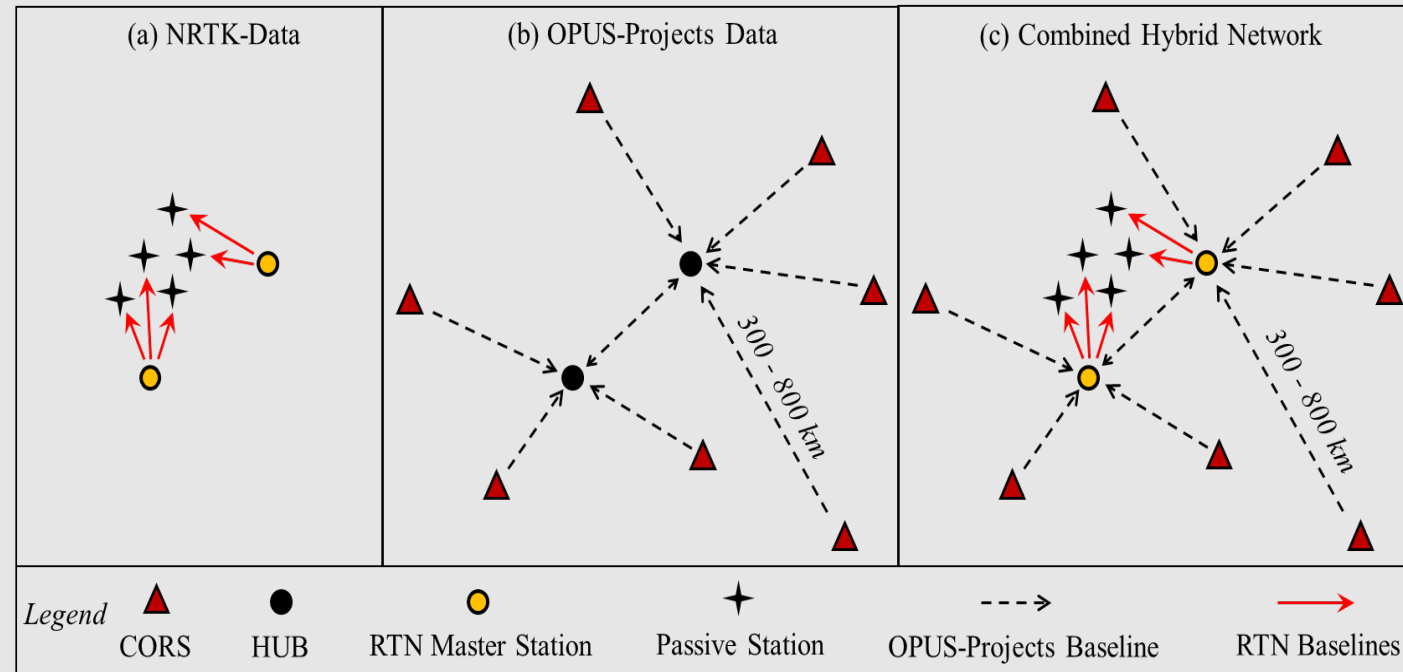 (a) NRTK-Data
(b) OPUS-Projects Data
(c) Combined Hybrid Network
300 - 800 km
300 - 800 km
Legend
CORS
HUB
RTN Master Station
Passive Station
OPUS-Projects Baseline
RTN Baselines